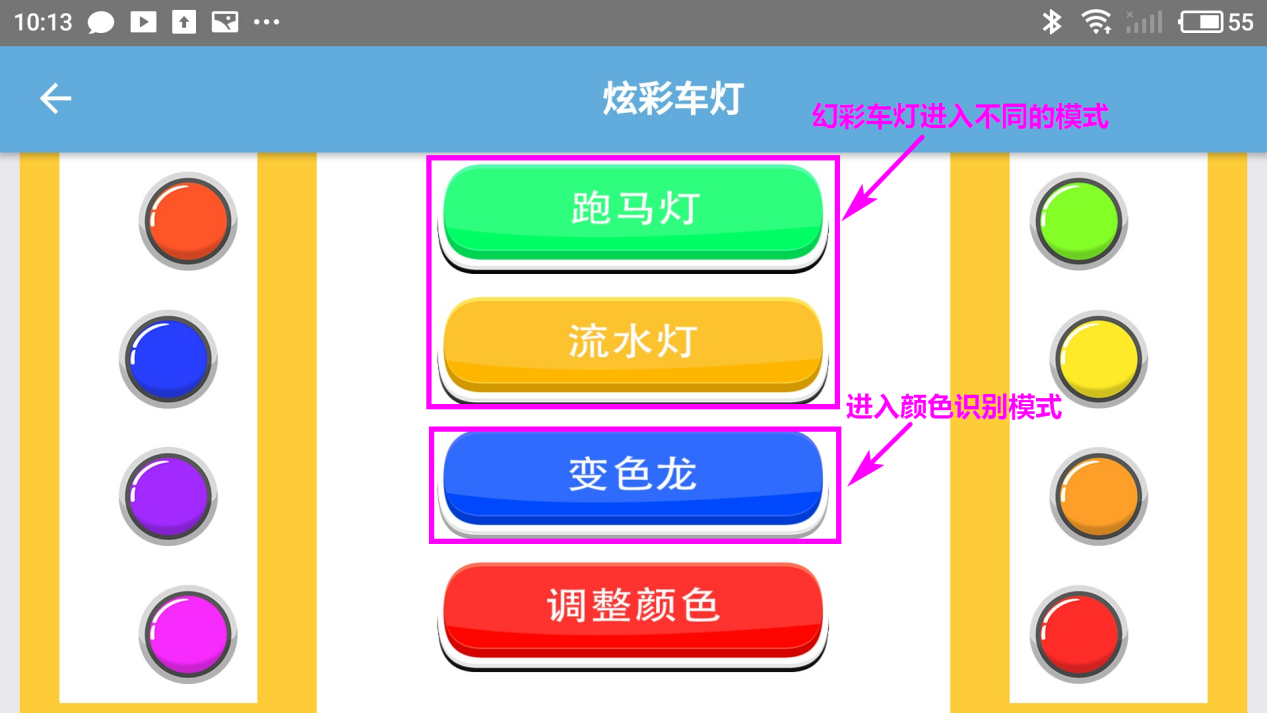 10:13
55
炫彩车灯
幻彩车灯进入不同的模式
跑马灯
流水灯
进入颜色识别模式
变色龙
调整颜色